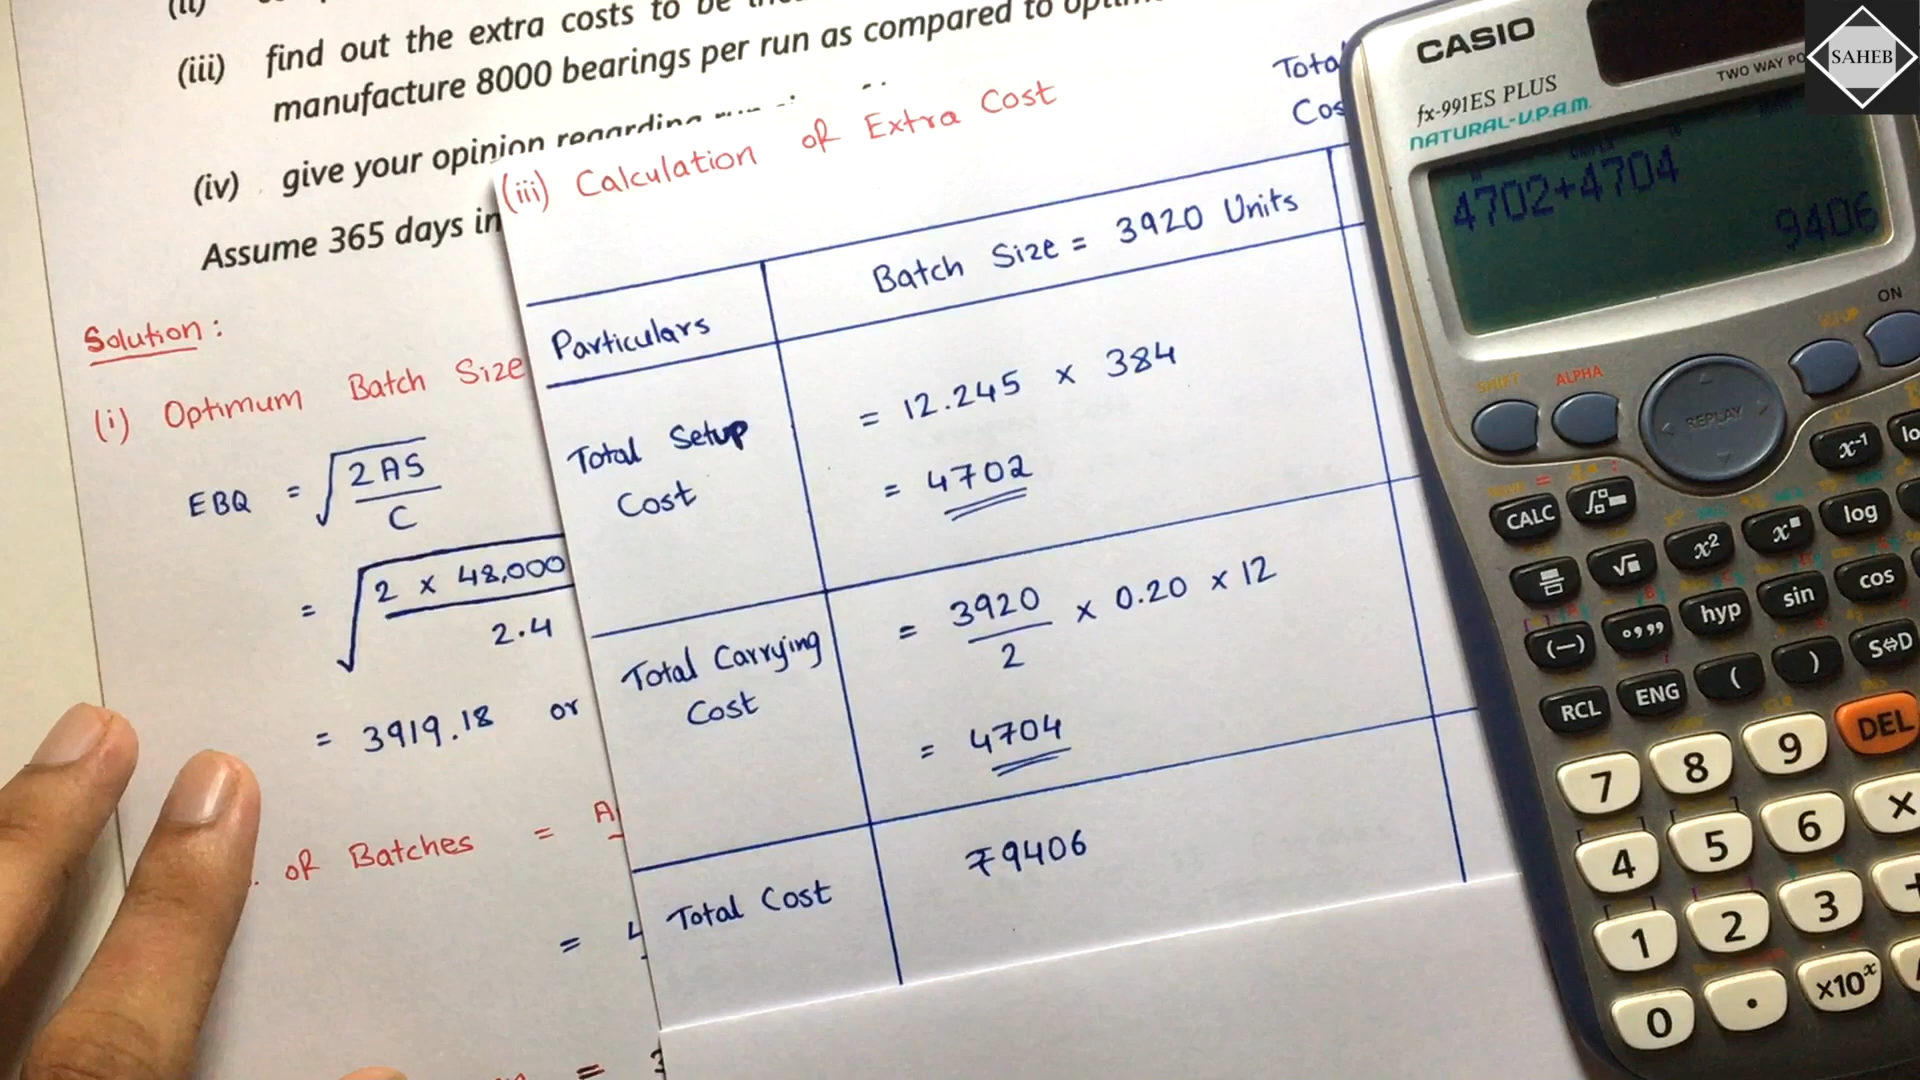 (iii) find out the extra costs to be
manufacture 8000 bearings per run as compared to
(iv) give your opinion regarding
Assume 365 days in
Solution :
(i) Optimum Batch Size
EBQ = √ 2AS
C
= √ 2 x 48,000
2.4
= 3919.18 or
. of Batches =
=
=
(iii) Calculation of Extra Cost
Particulars Batch Size = 3920 Units
Total Setup Cost = 12.245 x 384
= 4702
Total Carrying Cost = 3920 x 0.20 x 12
2
= 4704
Total Cost ₹9406
CASIO
fx-991ES PLUS
TWO WAY PO
NATURAL-V.P.A.M.
4702+4704
9406
SAHEB
ON
SHIFT ALPHA REPLAY
CALC x⁻¹
x² x■ log
(−) °,,, hyp sin cos
RCL ENG ( ) S⇔D
7 8 9 DEL
4 5 6 ×
1 2 3 +
0 . ×10ˣ